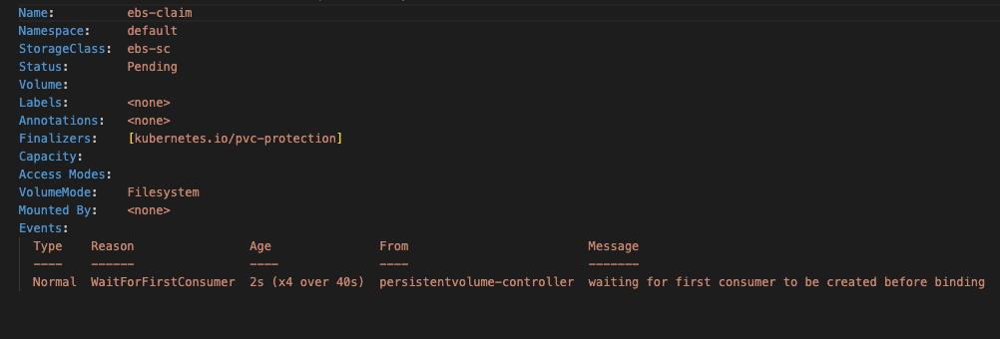 Name: ebs-claim
Namespace: default
StorageClass: ebs-sc
Status: Pending
Volume:
Labels: <none>
Annotations: <none>
Finalizers: [kubernetes.io/pvc-protection]
Capacity:
Access Modes:
VolumeMode: Filesystem
Mounted By: <none>
Events:
Type Reason Age From Message
---- ------ ---- ---- -------
Normal WaitForFirstConsumer 2s (x4 over 40s) persistentvolume-controller waiting for first consumer to be created before binding